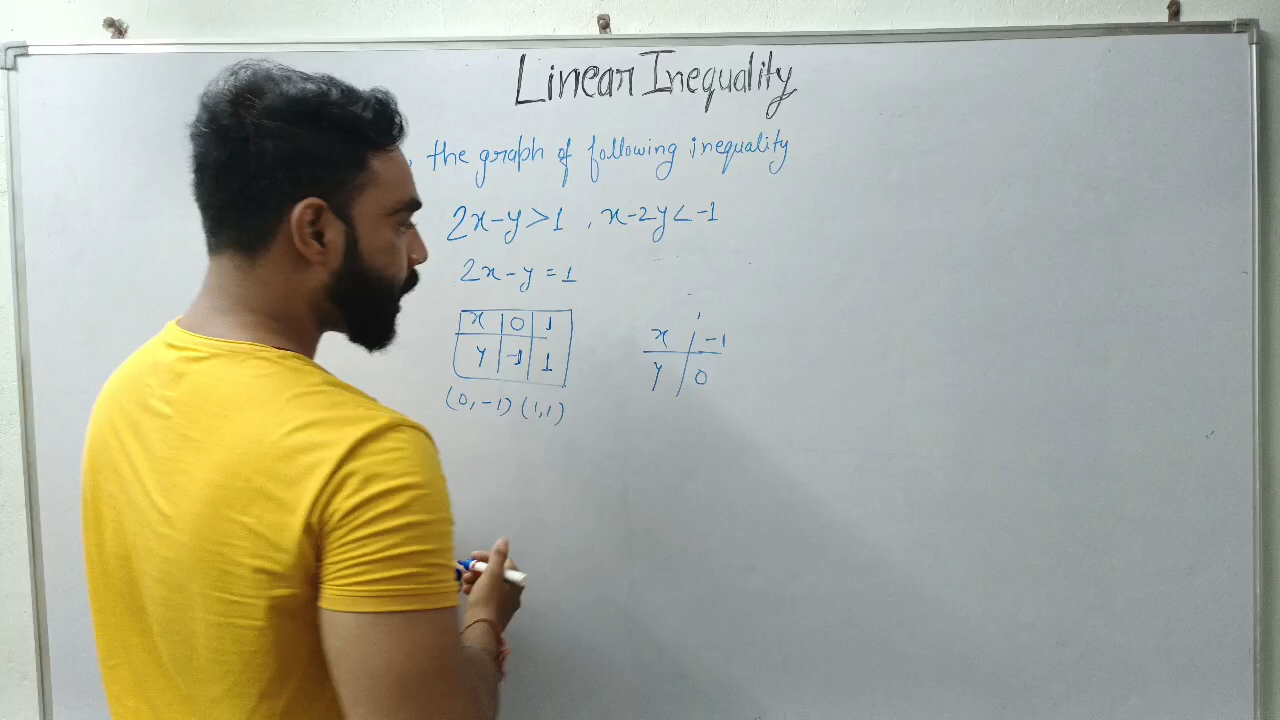 Linear Inequality
the graph of following inequality
2x-y>1 , x-2y<-1
2x-y=1
x 0 1
y -1 1
(0,-1) (1,1)
x -1
y 0